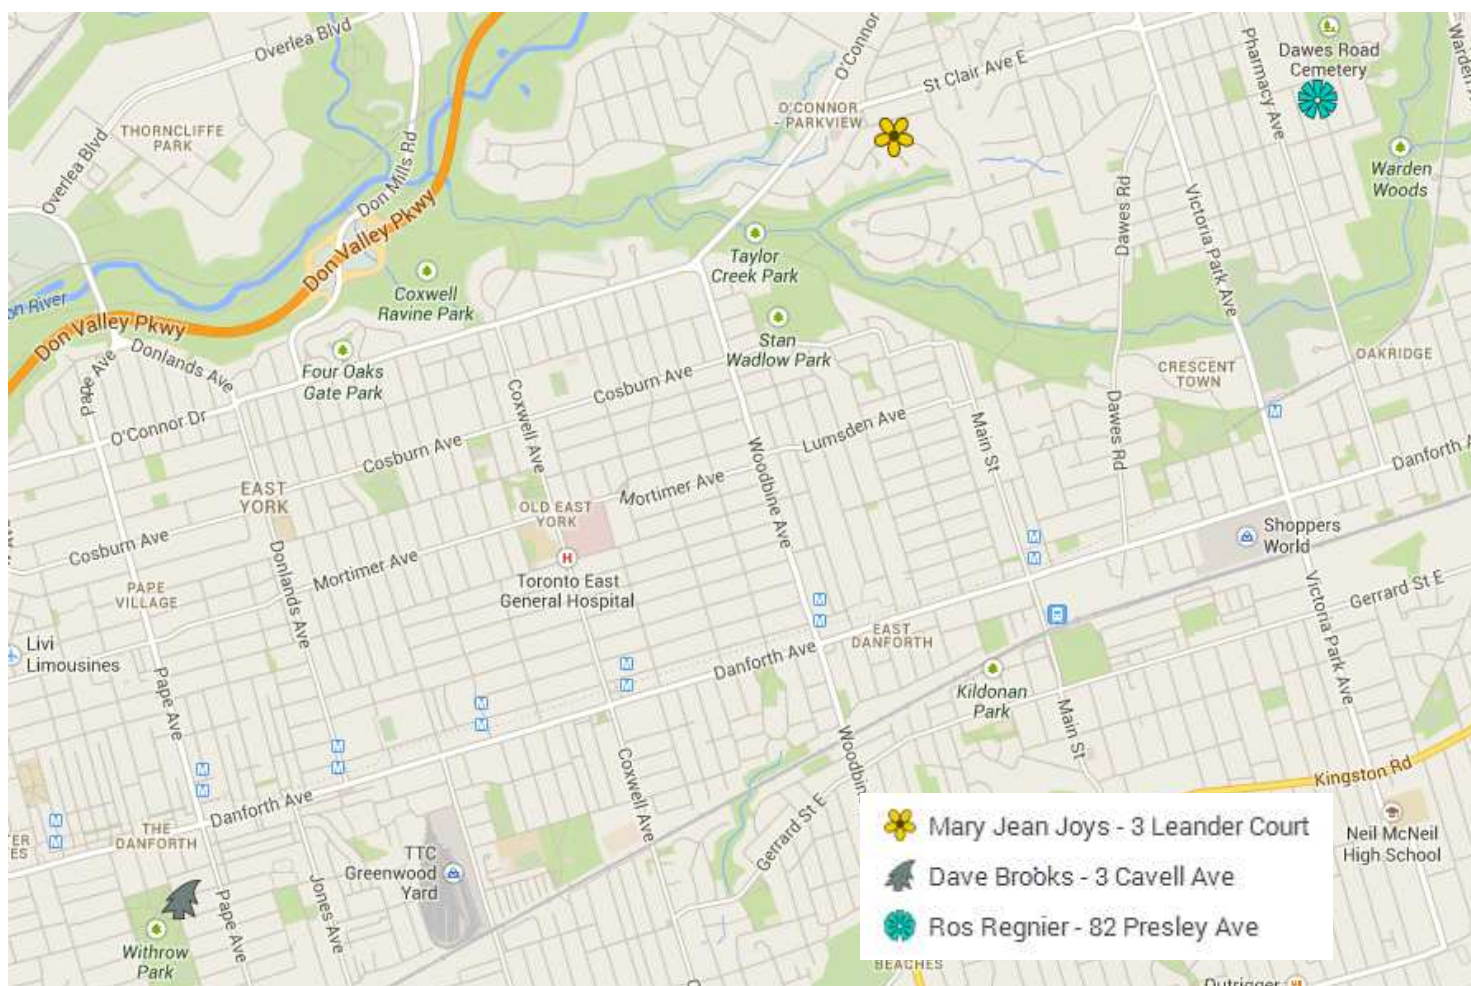 Overlea Blvd
O'Connor
Pharmacy Ave
Dawes Road
Cemetery
St Clair Ave E
THORNCLIFFE
PARK
O'CONNOR
- PARKVIEW
Overlea Blvd
Don Mills Rd
Warden
Woods
Don Valley Pkwy
Dawes Rd
Victoria Park Ave
Taylor
Creek Park
Coxwell
Ravine Park
River
Don Valley Pkwy
Donlands Ave
Pape Ave
Stan
Wadlow Park
Four Oaks
Gate Park
CRESCENT
TOWN
OAKRIDGE
O'Connor Dr
Coxwell Ave
Cosburn Ave
Dawes Rd
Cosburn Ave
Woodbine Ave
Lumsden Ave
Main St
Danforth
EAST
YORK
OLD EAST
YORK
Mortimer Ave
Cosburn Ave
Donlands Ave
Mortimer Ave
H
Toronto East
General Hospital
M
M
M
Shoppers
World
PAPE
VILLAGE
Victoria Park Ave
Gerrard St E
Livi
Limousines
M
M
EAST
DANFORTH
Danforth Ave
Pape Ave
M
M
Kildonan
Park
Main St
M
M
M
M
Woodbin
Coxwell Ave
Kingston Rd
M
M
Danforth Ave
M
M
THE
DANFORTH
ER
ES
Gerrard St E
TTC
Greenwood
Yard
Jones Ave
Pape Ave
Withrow
Park
Neil McNeil
High School
Mary Jean Joys - 3 Leander Court
Dave Brooks - 3 Cavell Ave
Ros Regnier - 82 Presley Ave
BEACHES
Outrigger